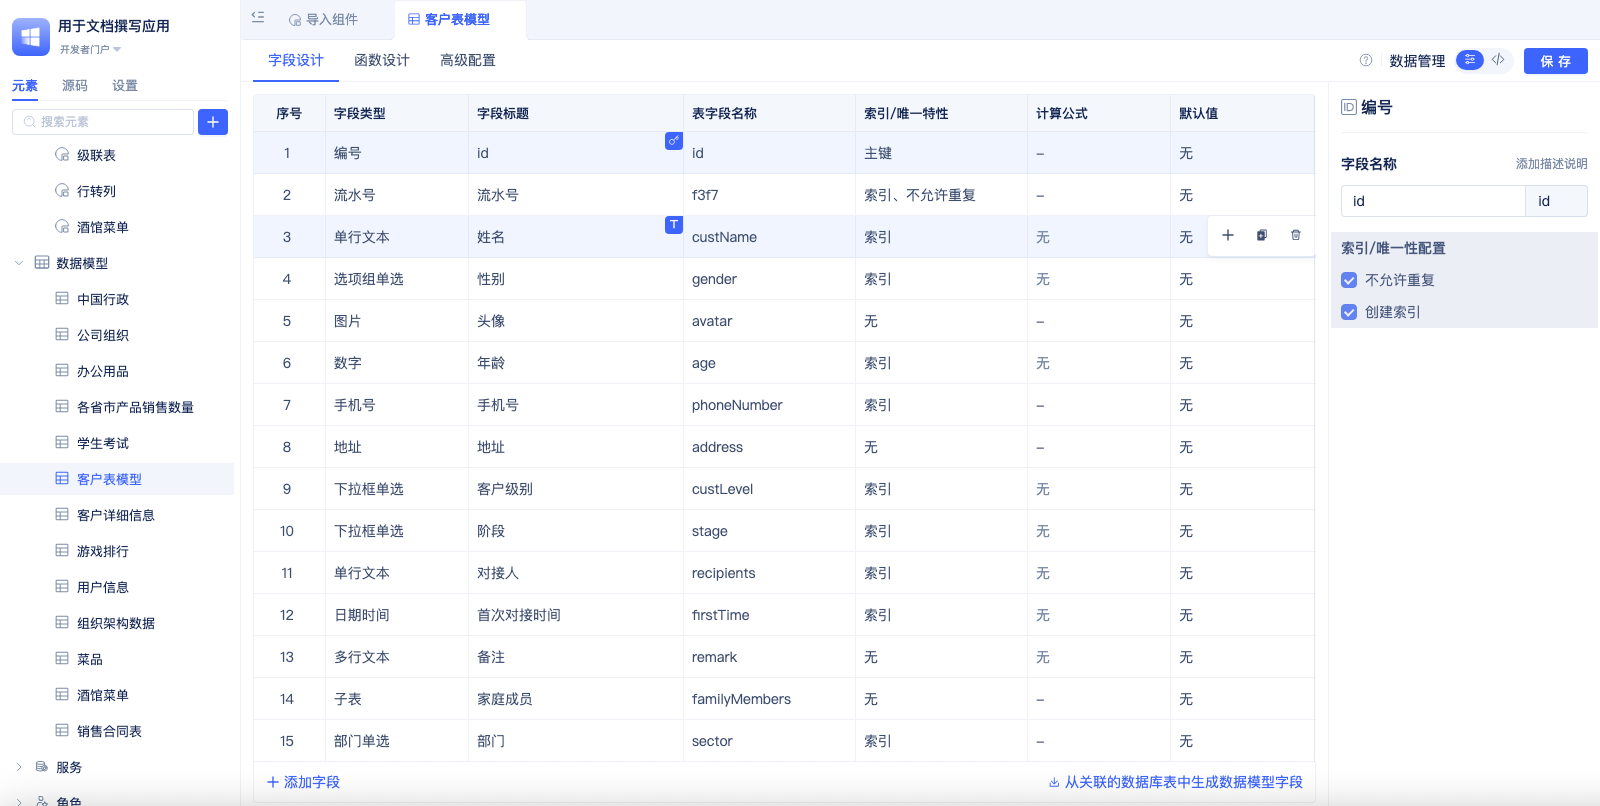 用于文档撰写应用
开发者门户
元素 源码 设置
搜索元素
级联表
行转列
酒馆菜单
数据模型
中国行政
公司组织
办公用品
各省市产品销售数量
学生考试
客户表模型
客户详细信息
游戏排行
用户信息
组织架构数据
菜品
酒馆菜单
销售合同表
服务
角色
导入组件 客户表模型
字段设计 函数设计 高级配置 数据管理 保存
序号 字段类型 字段标题 表字段名称 索引/唯一特性 计算公式 默认值
1 编号 id id 主键 – 无
2 流水号 流水号 f3f7 索引、不允许重复 – 无
3 单行文本 姓名 T custName 索引 无 无
4 选项组单选 性别 gender 索引 无 无
5 图片 头像 avatar 无 – 无
6 数字 年龄 age 索引 无 无
7 手机号 手机号 phoneNumber 索引 – 无
8 地址 地址 address 无 – 无
9 下拉框单选 客户级别 custLevel 索引 无 无
10 下拉框单选 阶段 stage 索引 无 无
11 单行文本 对接人 recipients 索引 无 无
12 日期时间 首次对接时间 firstTime 索引 无 无
13 多行文本 备注 remark 无 无 无
14 子表 家庭成员 familyMembers 无 – 无
15 部门单选 部门 sector 索引 – 无
添加字段 从关联的数据库表中生成数据模型字段
ID 编号
字段名称 添加描述说明
id id
索引/唯一性配置
不允许重复
创建索引